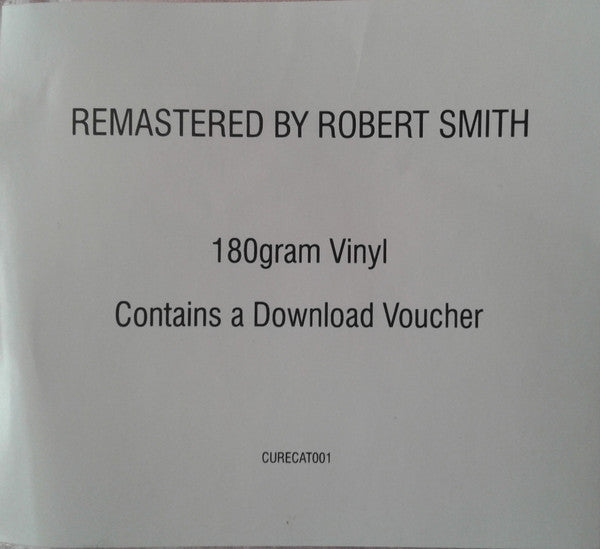 REMASTERED BY ROBERT SMITH
180gram Vinyl
Contains a Download Voucher
CURECAT001